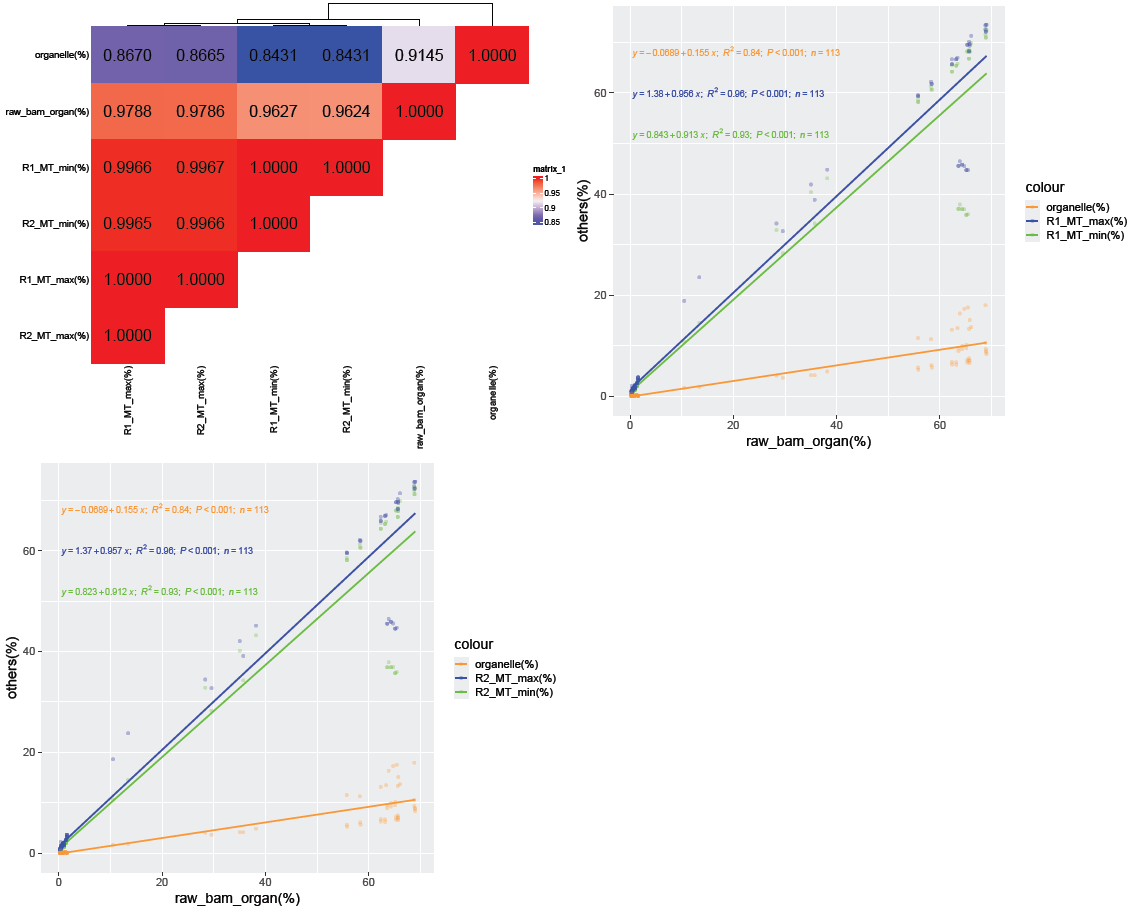 organelle(%) 0.8670 0.8665 0.8431 0.8431 0.9145 1.0000
raw_bam_organ(%) 0.9788 0.9786 0.9627 0.9624 1.0000
R1_MT_min(%) 0.9966 0.9967 1.0000 1.0000
R2_MT_min(%) 0.9965 0.9966 1.0000
R1_MT_max(%) 1.0000 1.0000
R2_MT_max(%) 1.0000
R1_MT_max(%) R2_MT_max(%) R1_MT_min(%) R2_MT_min(%) raw_bam_organ(%) organelle(%)
matrix_1
1
0.95
0.9
0.85
y = −0.0689 + 0.155 x; R² = 0.84; P < 0.001; n = 113
y = 1.38 + 0.956 x; R² = 0.96; P < 0.001; n = 113
y = 0.843 + 0.913 x; R² = 0.93; P < 0.001; n = 113
others(%)
60
40
20
0
0 20 40 60
raw_bam_organ(%)
colour
organelle(%)
R1_MT_max(%)
R1_MT_min(%)
y = −0.0689 + 0.155 x; R² = 0.84; P < 0.001; n = 113
y = 1.37 + 0.957 x; R² = 0.96; P < 0.001; n = 113
y = 0.823 + 0.912 x; R² = 0.93; P < 0.001; n = 113
others(%)
60
40
20
0
0 20 40 60
raw_bam_organ(%)
colour
organelle(%)
R2_MT_max(%)
R2_MT_min(%)